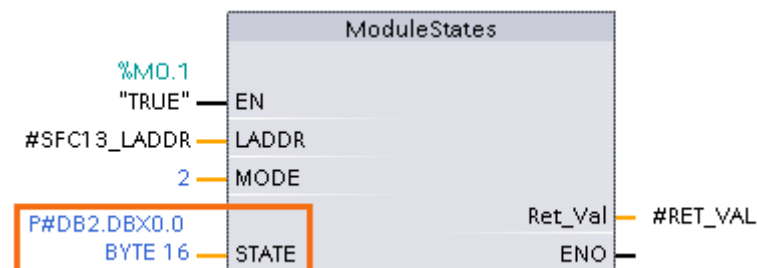 ModuleStates
%M0.1
"TRUE" EN
#SFC13_LADDR LADDR
2 MODE
Ret_Val #RET_VAL
P#DB2.DBX0.0
BYTE 16 STATE ENO